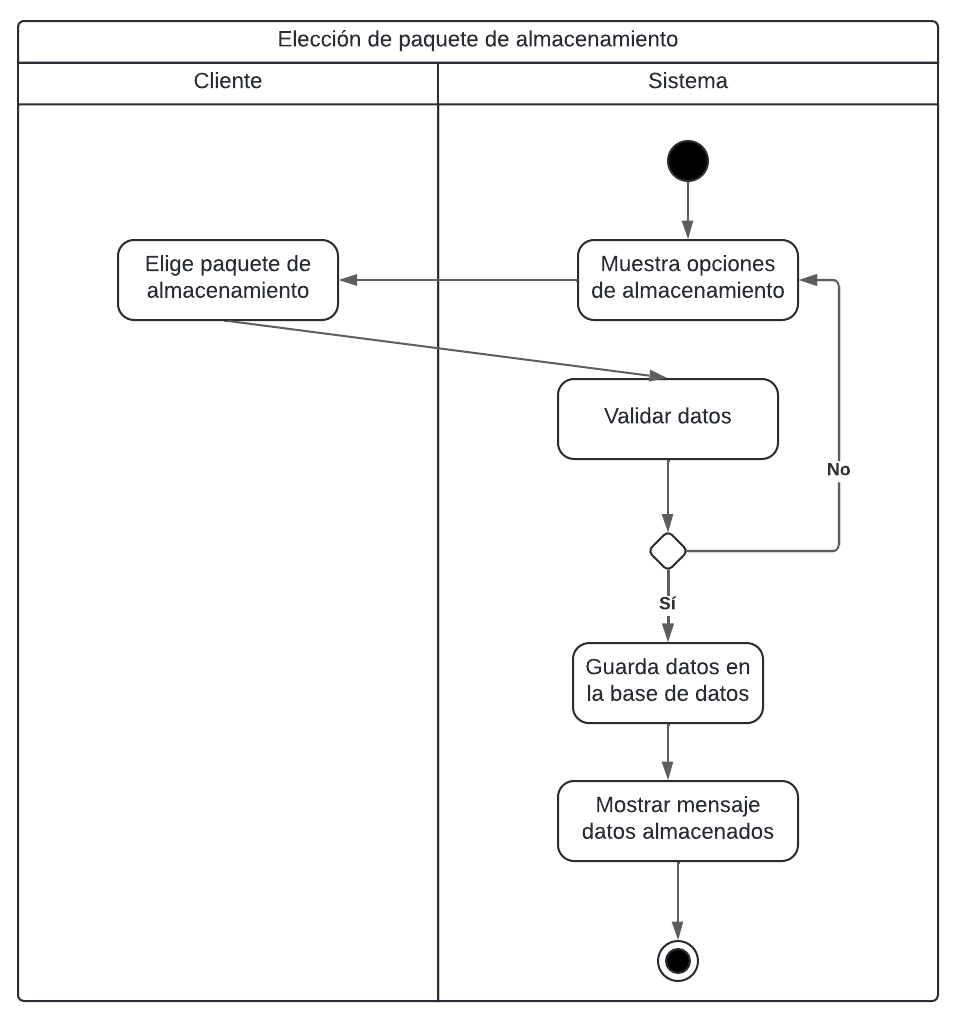 Elección de paquete de almacenamiento
Cliente
Sistema
Elige paquete de
almacenamiento
Muestra opciones
de almacenamiento
Validar datos
No
Sí
Guarda datos en
la base de datos
Mostrar mensaje
datos almacenados